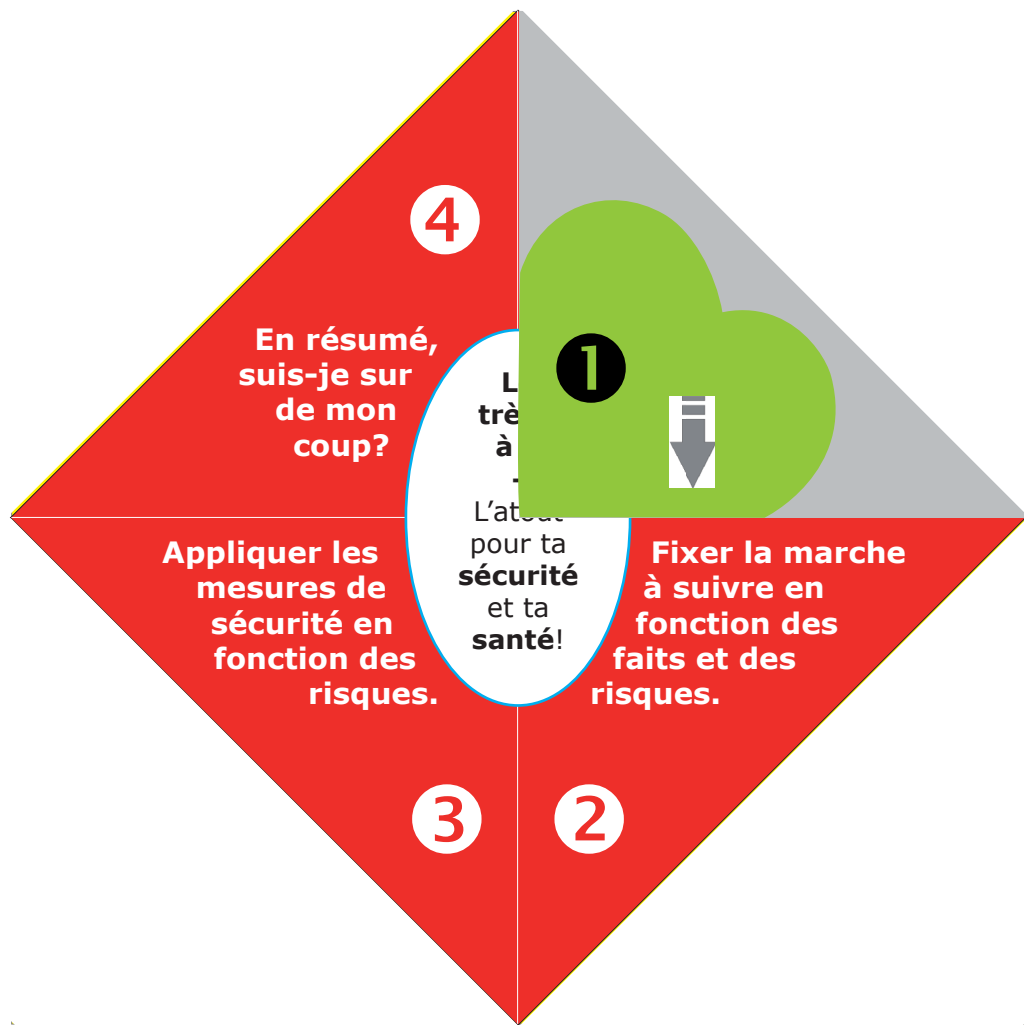 4
En résumé,
suis-je sur
de mon
coup?
1
à
L'atout
pour ta
sécurité
et ta
santé!
Appliquer les
mesures de
sécurité en
fonction des
risques.
Fixer la marche
à suivre en
fonction des
faits et des
risques.
3
2